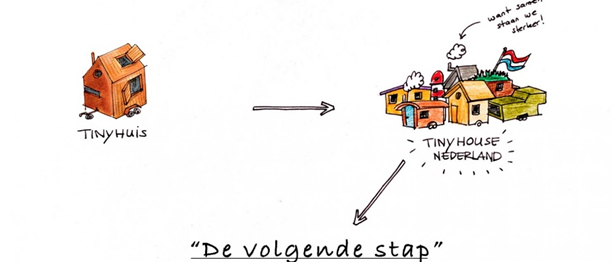 want samen
staan we
sterker!
TINYHUIS
TINYHOUSE
NEDERLAND
"De volgende stap"